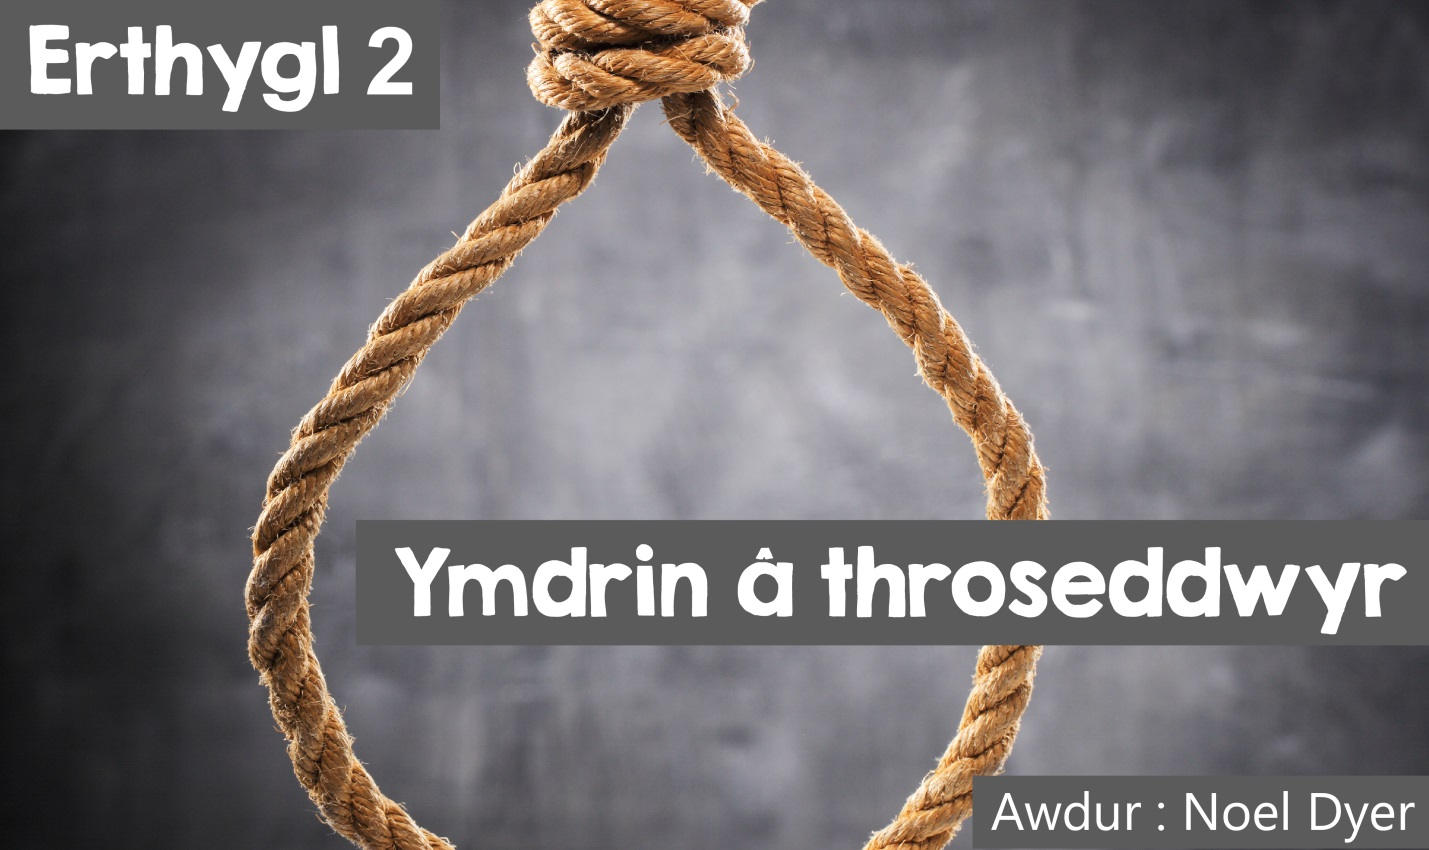 Erthygl 2
Ymdrin â throseddwyr
Awdur : Noel Dyer